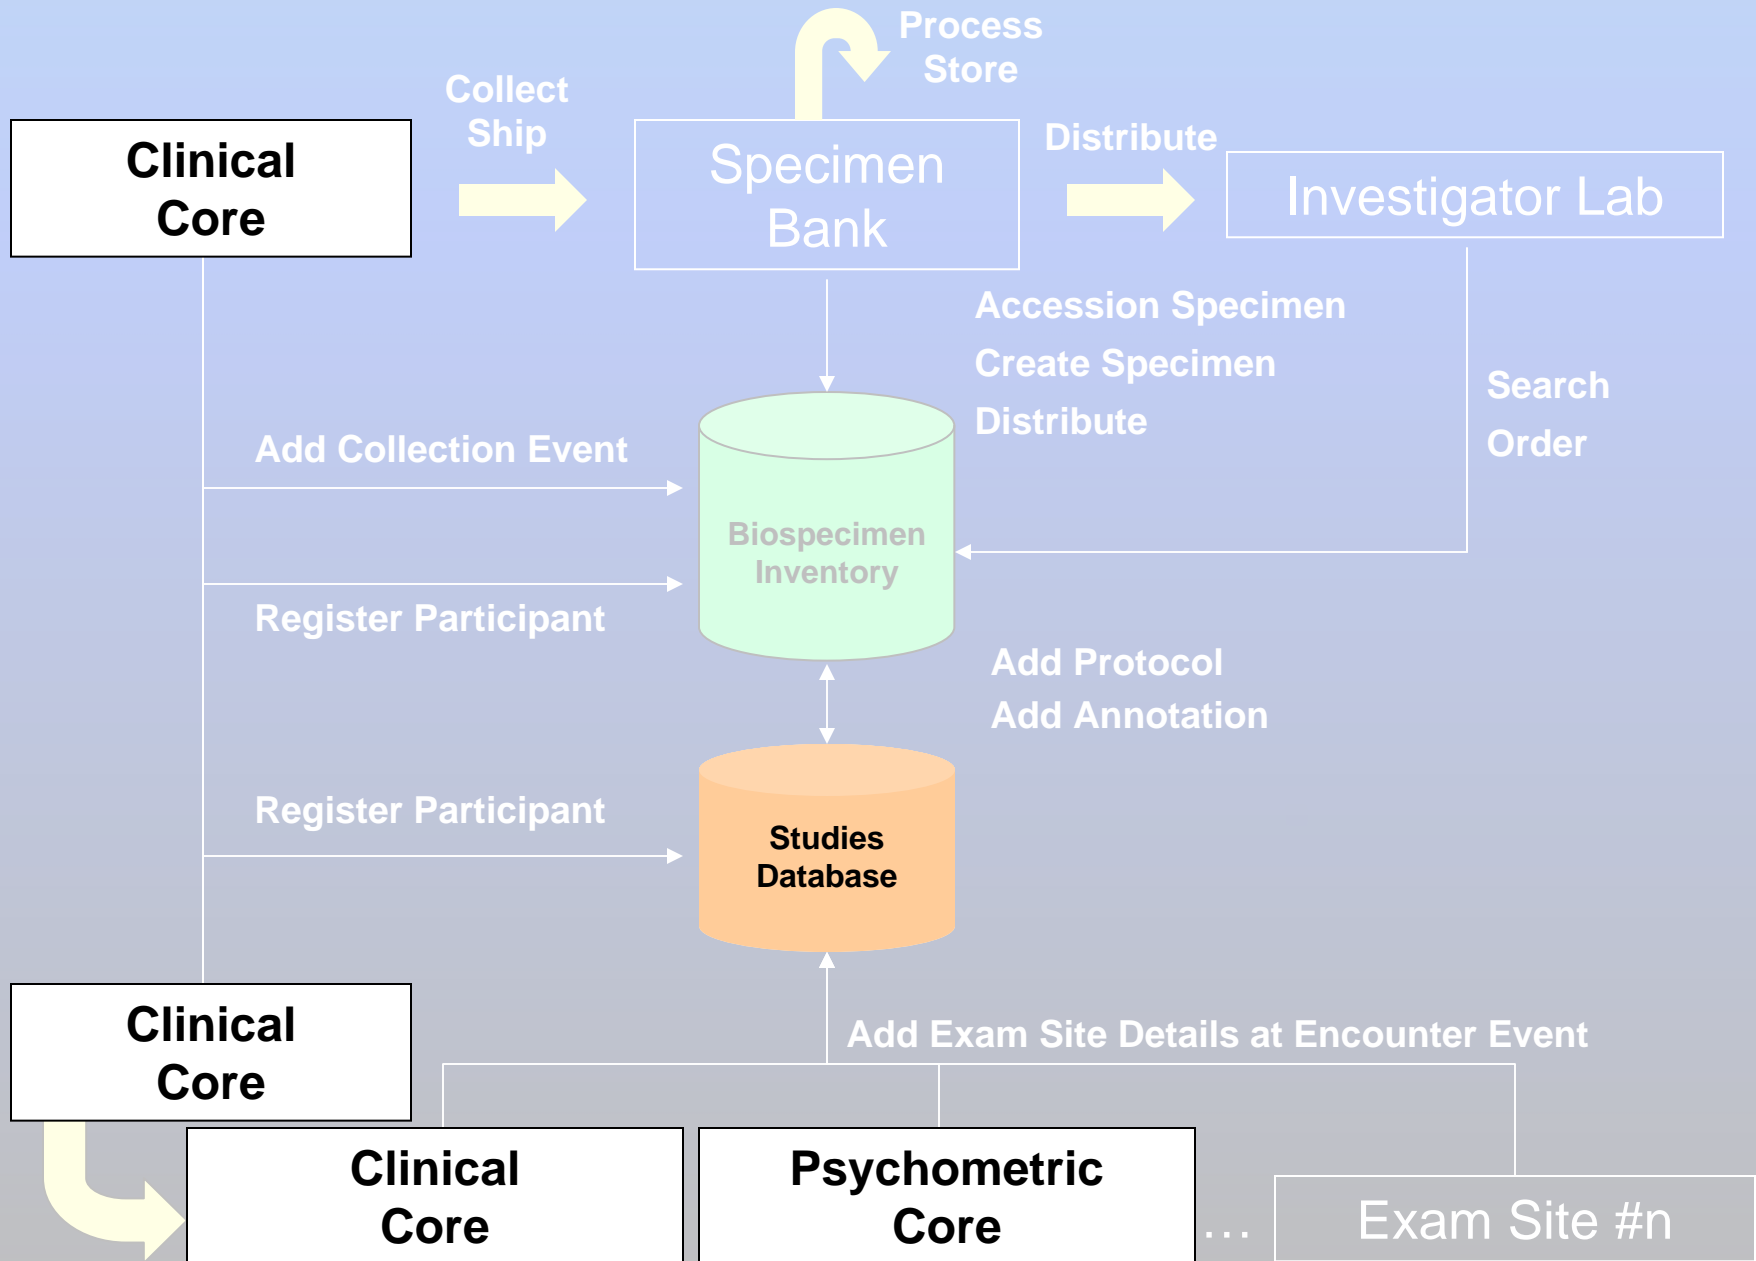 Process
Store
Collect
Ship
Clinical
Core
Specimen
Bank
Distribute
Investigator Lab
Accession Specimen
Create Specimen
Distribute
Search
Order
Add Collection Event
Biospecimen
Inventory
Register Participant
Add Protocol
Add Annotation
Register Participant
Studies
Database
Clinical
Core
Add Exam Site Details at Encounter Event
Clinical
Core
Psychometric
Core
...
Exam Site #n